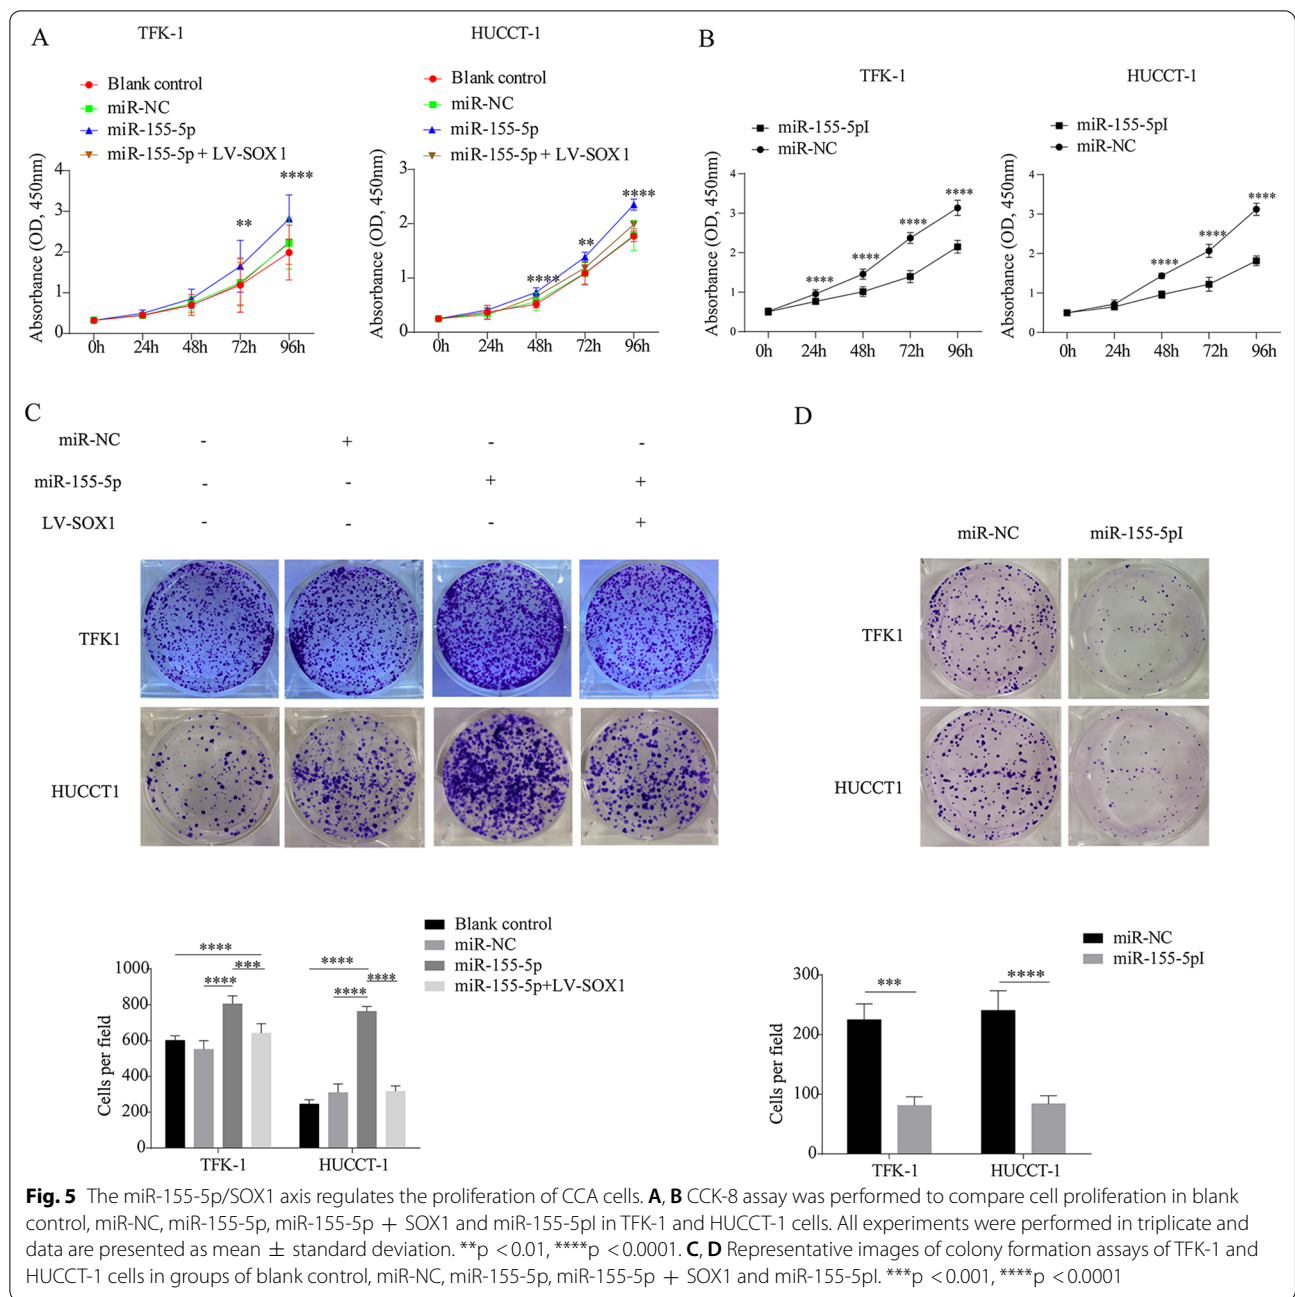 A
TFK-1
Blank control
miR-NC
miR-155-5p
miR-155-5p + LV-SOX1
Absorbance (OD, 450nm)
4
3
2
1
0
0h 24h 48h 72h 96h
**
****
HUCCT-1
Blank control
miR-NC
miR-155-5p
miR-155-5p + LV-SOX1
Absorbance (OD, 450nm)
3
2
1
0
0h 24h 48h 72h 96h
****
**
****
B
TFK-1
miR-155-5pI
miR-NC
Absorbance (OD, 450nm)
4
3
2
1
0
0h 24h 48h 72h 96h
****
****
****
****
HUCCT-1
miR-155-5pI
miR-NC
Absorbance (OD, 450nm)
4
3
2
1
0
0h 24h 48h 72h 96h
****
****
****
C
miR-NC - + - -
miR-155-5p - - + +
LV-SOX1 - - - +
TFK1
HUCCT1
Blank control
miR-NC
miR-155-5p
miR-155-5p+LV-SOX1
Cells per field
1000
800
600
400
200
0
****
***
****
****
****
****
TFK-1 HUCCT-1
D
miR-NC miR-155-5pI
TFK1
HUCCT1
miR-NC
miR-155-5pI
Cells per field
300
200
100
0
***
****
TFK-1 HUCCT-1
Fig. 5 The miR-155-5p/SOX1 axis regulates the proliferation of CCA cells. A, B CCK-8 assay was performed to compare cell proliferation in blank
control, miR-NC, miR-155-5p, miR-155-5p + SOX1 and miR-155-5pI in TFK-1 and HUCCT-1 cells. All experiments were performed in triplicate and
data are presented as mean ± standard deviation. **p <0.01, ****p <0.0001. C, D Representative images of colony formation assays of TFK-1 and
HUCCT-1 cells in groups of blank control, miR-NC, miR-155-5p, miR-155-5p + SOX1 and miR-155-5pI. ***p <0.001, ****p <0.0001